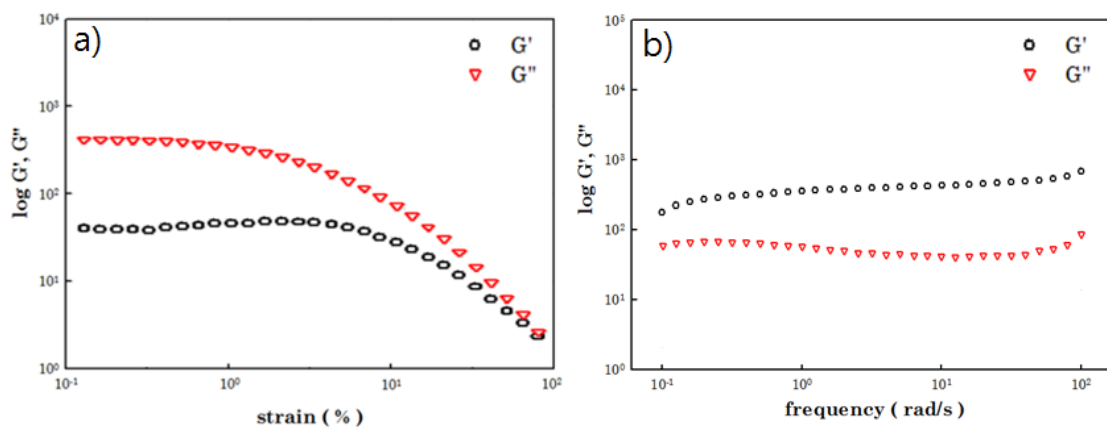 a)
G'
G"
log G', G"
10⁴
10³
10²
10¹
10⁰
10⁻¹ 10⁰ 10¹ 10²
strain ( % )
b)
G'
G"
log G', G"
10⁵
10⁴
10³
10²
10¹
10⁰
10⁻¹ 10⁰ 10¹ 10²
frequency ( rad/s )